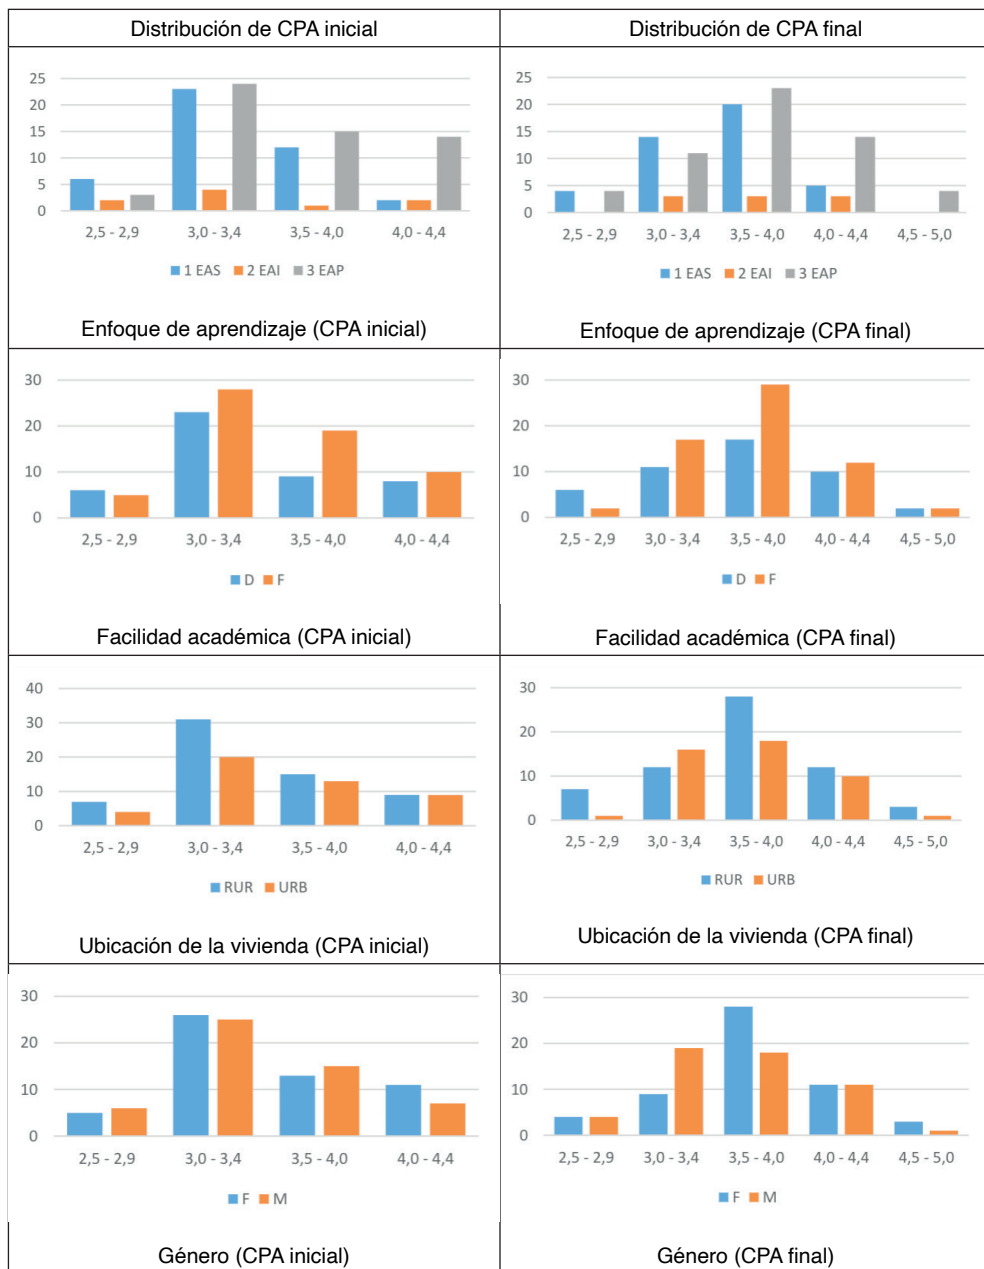 Distribución de CPA inicial
Distribución de CPA final
25
20
15
10
5
0
2,5 - 2,9 3,0 - 3,4 3,5 - 4,0 4,0 - 4,4
1 EAS 2 EAI 3 EAP
Enfoque de aprendizaje (CPA inicial)
25
20
15
10
5
0
2,5 - 2,9 3,0 - 3,4 3,5 - 4,0 4,0 - 4,4 4,5 - 5,0
1 EAS 2 EAI 3 EAP
Enfoque de aprendizaje (CPA final)
30
20
10
0
2,5 - 2,9 3,0 - 3,4 3,5 - 4,0 4,0 - 4,4
D F
Facilidad académica (CPA inicial)
30
20
10
0
2,5 - 2,9 3,0 - 3,4 3,5 - 4,0 4,0 - 4,4 4,5 - 5,0
D F
Facilidad académica (CPA final)
40
30
20
10
0
2,5 - 2,9 3,0 - 3,4 3,5 - 4,0 4,0 - 4,4
RUR URB
Ubicación de la vivienda (CPA inicial)
30
20
10
0
2,5 - 2,9 3,0 - 3,4 3,5 - 4,0 4,0 - 4,4 4,5 - 5,0
RUR URB
Ubicación de la vivienda (CPA final)
30
20
10
0
2,5 - 2,9 3,0 - 3,4 3,5 - 4,0 4,0 - 4,4
F M
Género (CPA inicial)
30
20
10
0
2,5 - 2,9 3,0 - 3,4 3,5 - 4,0 4,0 - 4,4 4,5 - 5,0
F M
Género (CPA final)